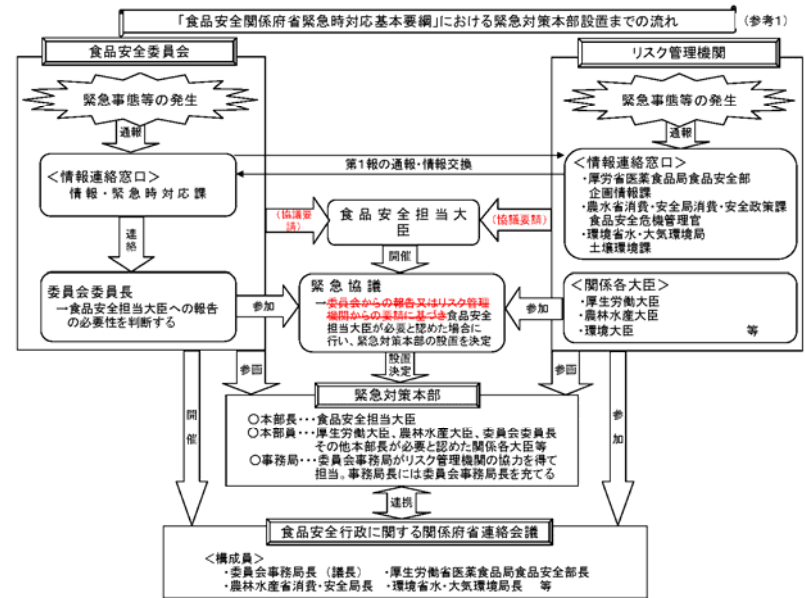 「食品安全関係府省緊急時対応基本要綱」における緊急対策本部設置までの流れ
(参考1)
食品安全委員会
緊急事態等の発生
通報
＜情報連絡窓口＞
情報・緊急時対応課
連絡
委員会委員長
→食品安全担当大臣への報告
の必要性を判断する
リスク管理機関
緊急事態等の発生
通報
＜情報連絡窓口＞
・厚労省医薬食品局食品安全部
企画情報課
・農水省消費・安全局消費・安全政策課
食品安全危機管理官
・環境省水・大気環境局
土壌環境課
＜関係各大臣＞
・厚生労働大臣
・農林水産大臣
・環境大臣 等
第1報の通報・情報交換
(協議要
請)
食品安全担当大
臣
(協議要請)
開催
緊急協議
→委員会からの報告又はリスク管理
機関からの要請に基づき食品安全
担当大臣が必要と認めた場合に
行い、緊急対策本部の設置を決定
参加
参加
設置
決定
参画
参画
緊急対策本部
○本部長・・・食品安全担当大臣
○本部員・・・厚生労働大臣、農林水産大臣、委員会委員長
その他本部長が必要と認めた関係各大臣等
○事務局・・・委員会事務局がリスク管理機関の協力を得て
担当。事務局長には委員会事務局長を充てる
開催
参加
連携
食品安全行政に関する関係府省連絡会議
＜構成員＞
・委員会事務局長（議長） ・厚生労働省医薬食品局食品安全部長
・農林水産省消費・安全局長 ・環境省水・大気環境局長 等